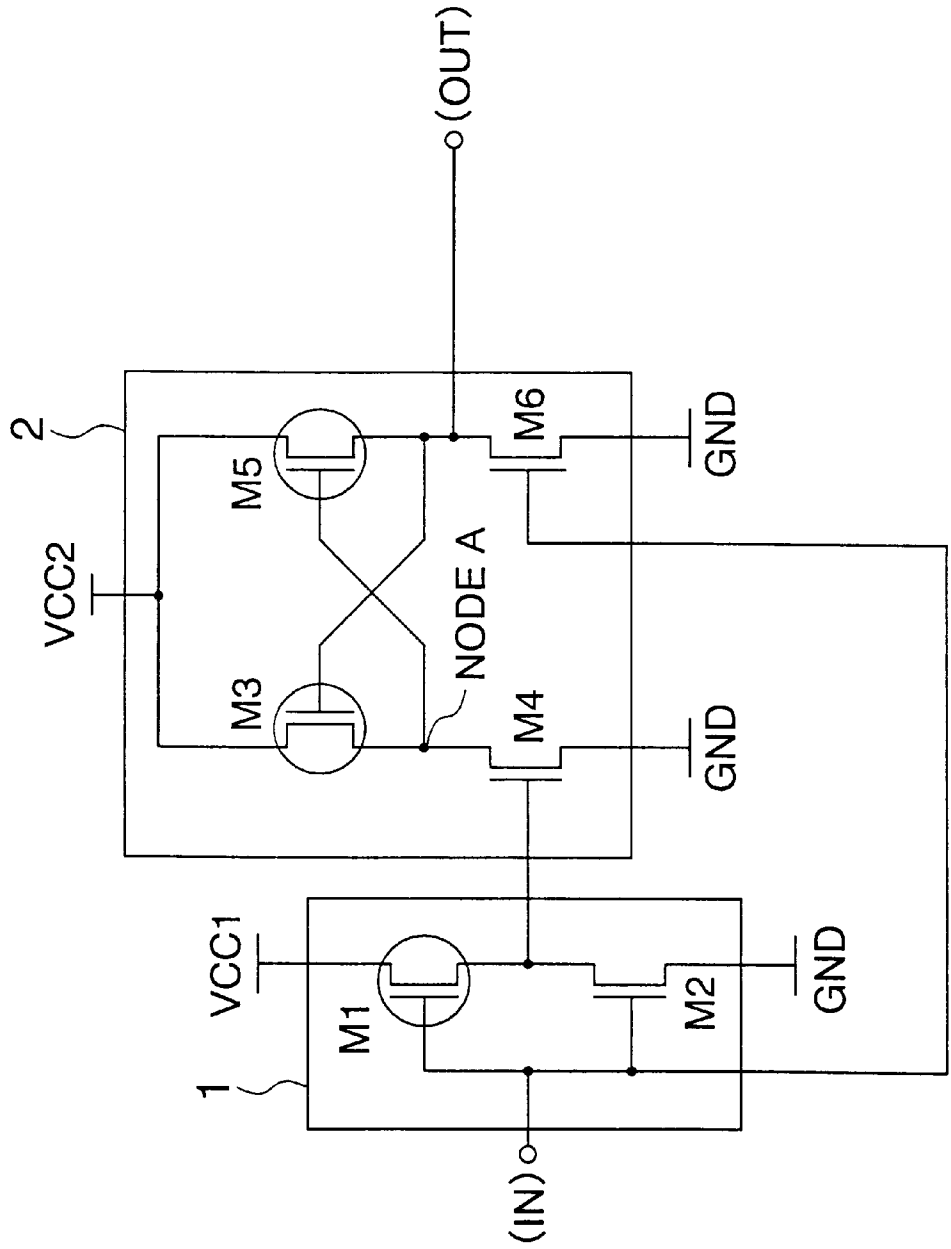 2
VCC2
M3
M5
NODE A
M4
M6
GND
GND
(OUT)
1
VCC1
M1
M2
GND
(IN)